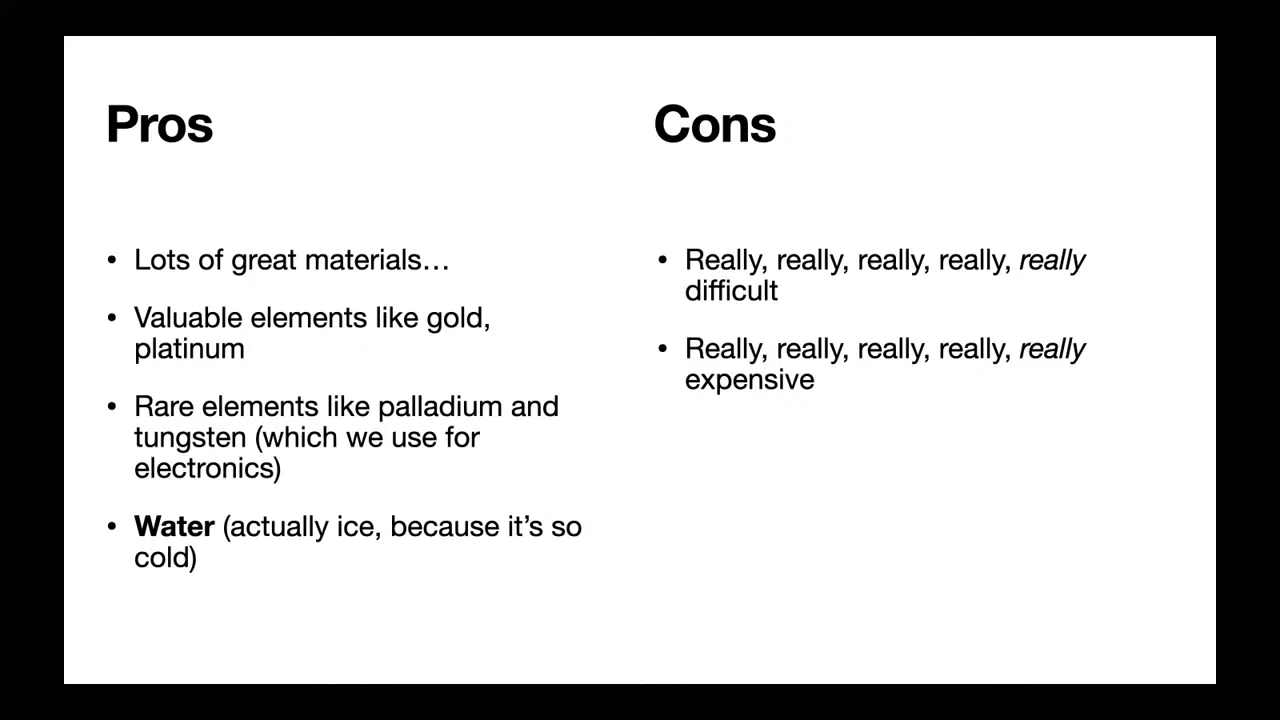 Pros
• Lots of great materials…
• Valuable elements like gold,
platinum
• Rare elements like palladium and
tungsten (which we use for
electronics)
• Water (actually ice, because it’s so
cold)
Cons
• Really, really, really, really, really
difficult
• Really, really, really, really, really
expensive